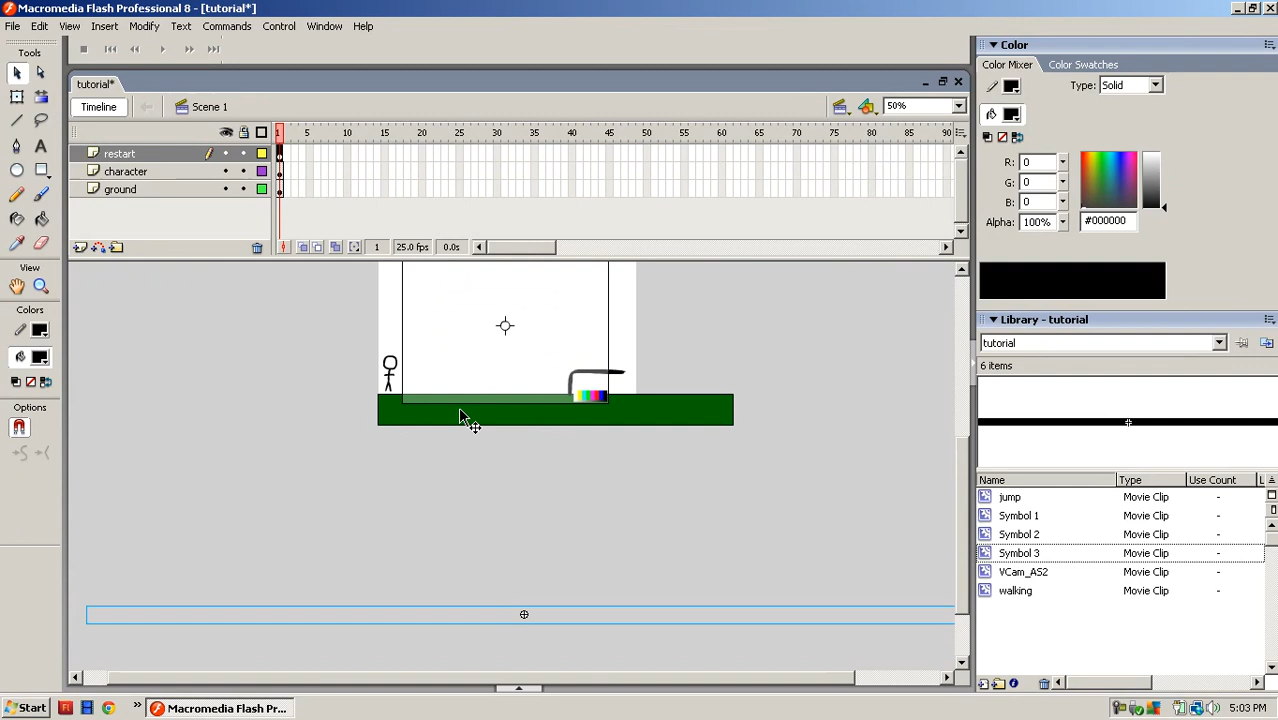 Macromedia Flash Professional 8 - [tutorial*]
File Edit View Insert Modify Text Commands Control Window Help
Tools
View
Colors
Options
tutorial*
Timeline Scene 1 50%
1 5 10 15 20 25 30 35 40 45 50 55 60 65 70 75 80 85 90
restart
character
ground
1 25.0 fps 0.0s
Color
Color Mixer Color Swatches
Type: Solid
R: 0
G: 0
B: 0 #000000
Alpha: 100%
Library - tutorial
tutorial
6 items
Name Type Use Count L
jump Movie Clip -
Symbol 1 Movie Clip -
Symbol 2 Movie Clip -
Symbol 3 Movie Clip -
VCam_AS2 Movie Clip -
walking Movie Clip -
Start Macromedia Flash Pr... 5:03 PM